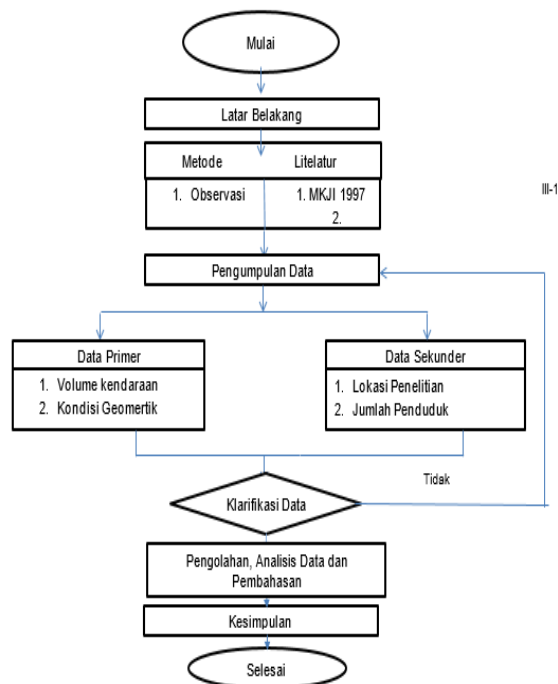 Mulai
Latar Belakang
Metode Litelatur
1. Observasi 1. MKJI 1997
2.
III-1
Pengumpulan Data
Data Primer Data Sekunder
1. Volume kendaraan 1. Lokasi Penelitian
2. Kondisi Geomertik 2. Jumlah Penduduk
Tidak
Klarifikasi Data
Pengolahan, Analisis Data dan
Pembahasan
Kesimpulan
Selesai